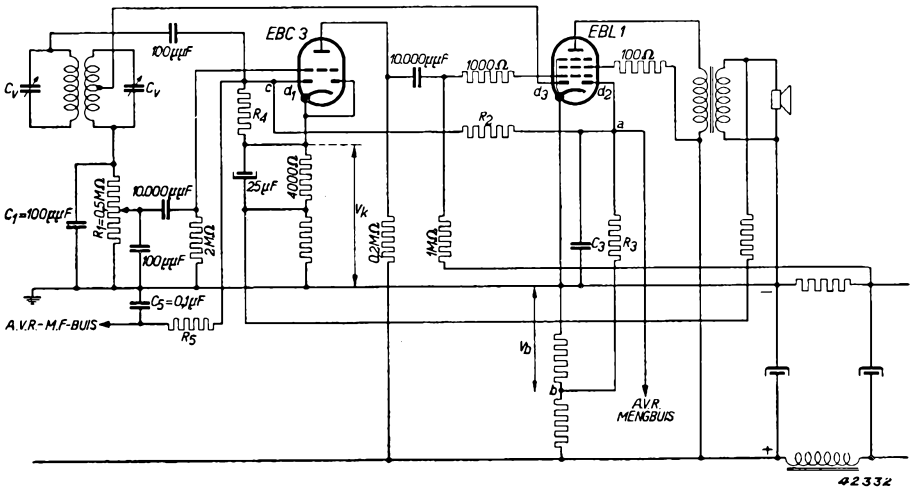 EBC 3
EBL 1
100μμF
10.000μμF
1000Ω
100Ω
Cv
Cv
c
d1
d3
d2
R4
R2
a
25μF
4000Ω
Vk
C1=100μμF
R1=0,5MΩ
10.000μμF
2MΩ
100μμF
0,2MΩ
1MΩ
C3
R3
C5=0,1μF
A.V.R.-M.F-BUIS
R5
Vb
b
A.V.R.
MENGBUIS
−
+
42332